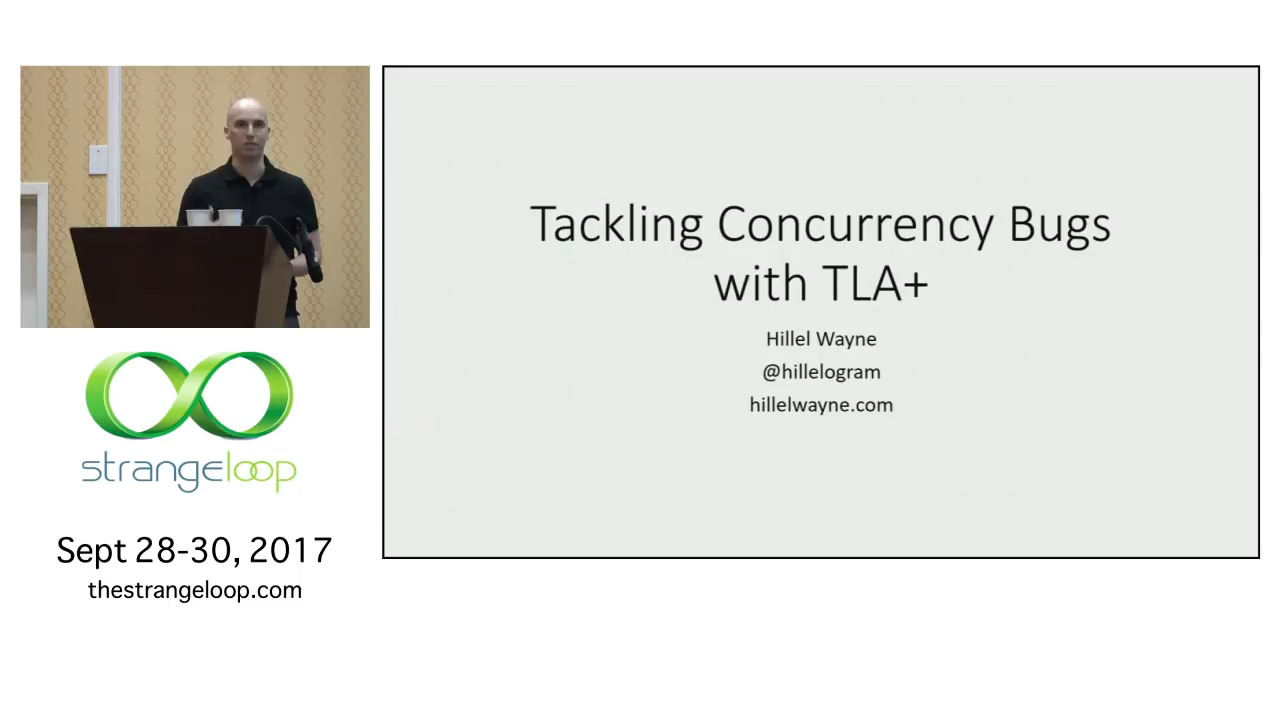 Tackling Concurrency Bugs
with TLA+
Hillel Wayne
@hillelogram
hillelwayne.com
strangeloop
Sept 28-30, 2017
thestrangeloop.com